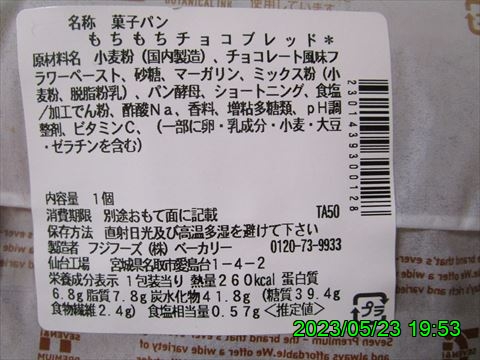 名称 菓子パン
もちもちチョコブレッド*
原材料名 小麦粉(国内製造)、チョコレート風味フ
ラワーペースト、砂糖、マーガリン、ミックス粉(小
麦粉、脱脂粉乳)、パン酵母、ショートニング、食塩
/加工でん粉、酢酸Na、香料、増粘多糖類、pH調
整剤、ビタミンC、(一部に卵・乳成分・小麦・大豆
・ゼラチンを含む)
2301439300128
内容量 1個
消費期限 別途おもて面に記載 TA50
保存方法 直射日光及び高温多湿を避けて下さい
製造者 フジフーズ(株)ベーカリー 0120-73-9933
仙台工場 宮城県名取市愛島台1-4-2
栄養成分表示 1包装当り 熱量260kcal 蛋白質
6.8g 脂質7.8g 炭水化物41.8g (糖質39.4g
食物繊維2.4g) 食塩相当量0.57g <推定値>
プラ
2023/05/23 19:53